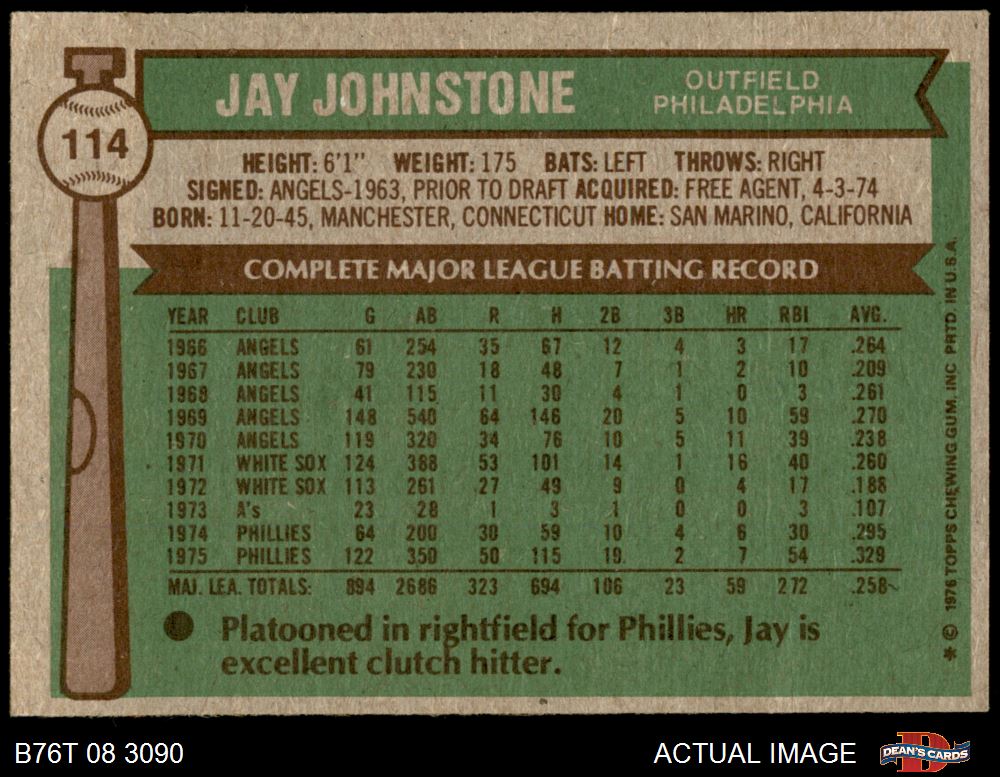 114
JAY JOHNSTONE
OUTFIELD
PHILADELPHIA
HEIGHT: 6'1" WEIGHT: 175 BATS: LEFT THROWS: RIGHT
SIGNED: ANGELS-1963, PRIOR TO DRAFT ACQUIRED: FREE AGENT, 4-3-74
BORN: 11-20-45, MANCHESTER, CONNECTICUT HOME: SAN MARINO, CALIFORNIA
COMPLETE MAJOR LEAGUE BATTING RECORD
YEAR CLUB G AB R H 2B 3B HR RBI AVG.
1966 ANGELS 61 254 35 67 12 4 3 17 .264
1967 ANGELS 79 230 18 48 7 1 2 10 .209
1968 ANGELS 41 115 11 30 4 1 0 3 .261
1969 ANGELS 148 540 64 146 20 5 10 59 .270
1970 ANGELS 119 320 34 76 10 5 11 39 .238
1971 WHITE SOX 124 388 53 101 14 1 16 40 .260
1972 WHITE SOX 113 261 27 49 9 0 4 17 .188
1973 A's 23 28 1 3 1 0 0 3 .107
1974 PHILLIES 64 200 30 59 10 4 6 30 .295
1975 PHILLIES 122 350 50 115 19 2 7 54 .329
MAJ. LEA. TOTALS: 894 2686 323 694 106 23 59 272 .258
Platooned in rightfield for Phillies, Jay is
excellent clutch hitter.
* © 1976 TOPPS CHEWING GUM, INC PRTD. IN U.S.A.
B76T 08 3090
ACTUAL IMAGE
DEAN'S CARDS